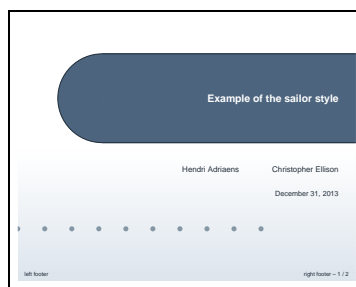 Example of the sailor style
Hendri Adriaens Christopher Ellison
December 31, 2013
left footer right footer – 1 / 2